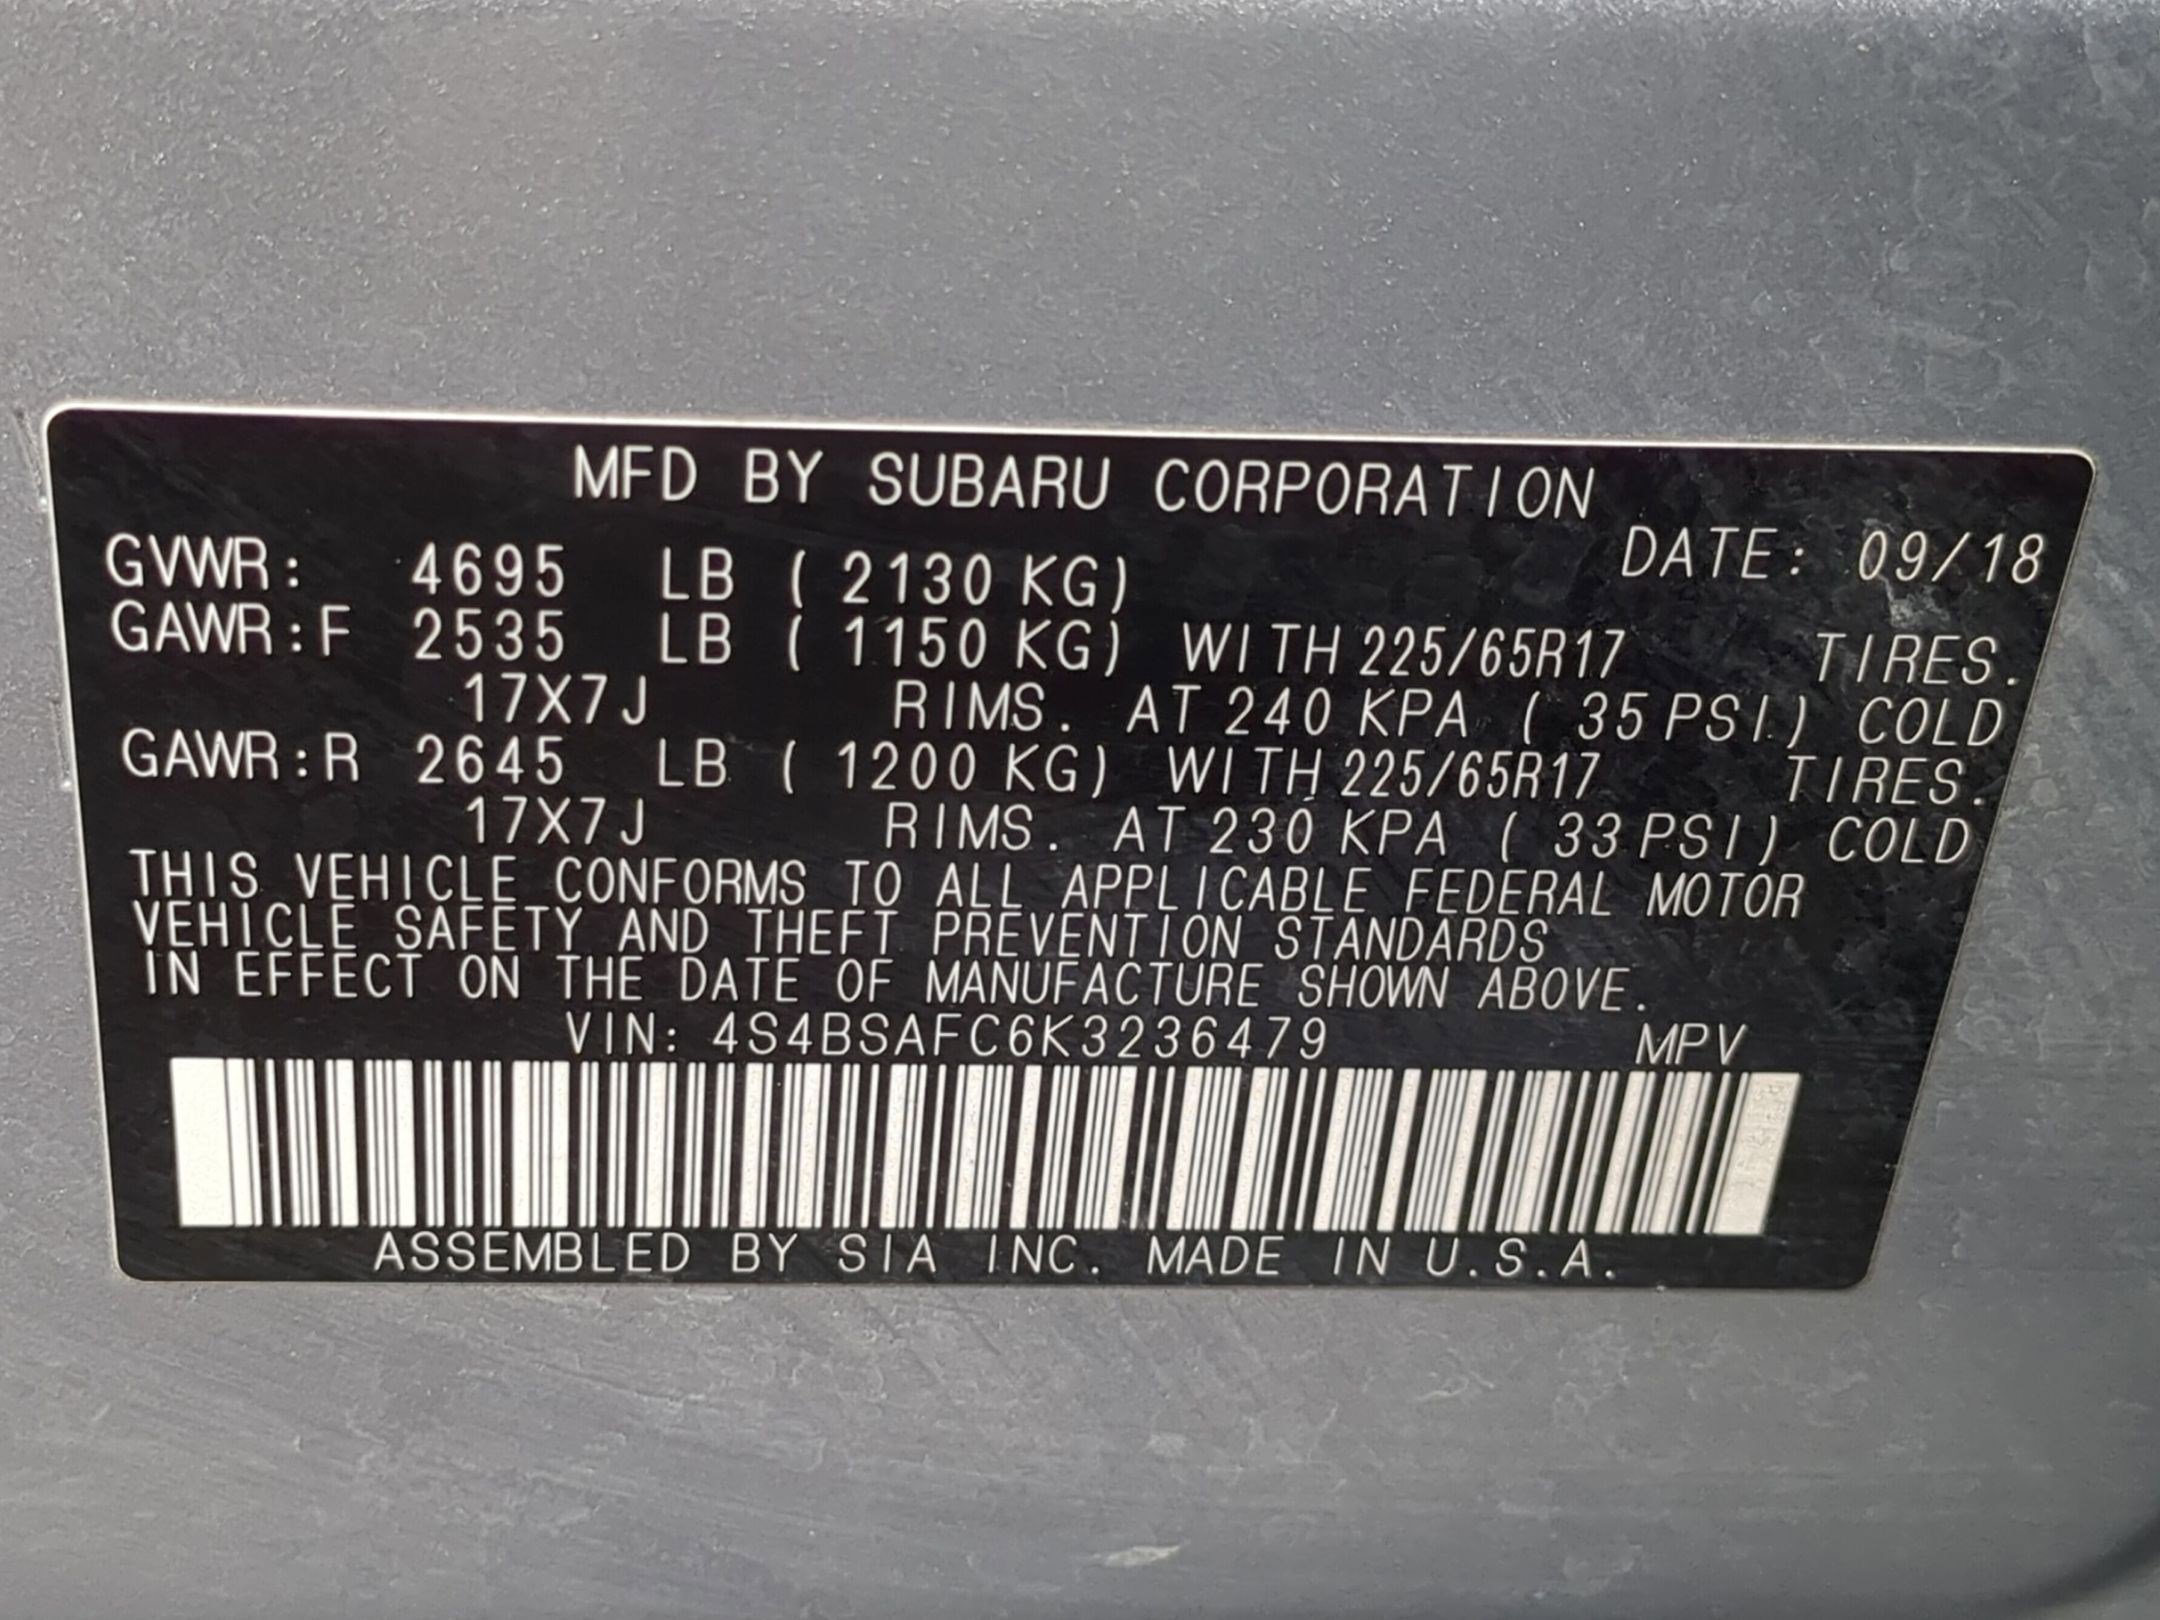 MFD BY SUBARU CORPORATION
DATE: 09/18
GVWR: 4695 LB ( 2130 KG)
GAWR:F 2535 LB ( 1150 KG) WITH 225/65R17 TIRES.
17X7J RIMS. AT 240 KPA ( 35 PSI) COLD
GAWR:R 2645 LB ( 1200 KG) WITH 225/65R17 TIRES.
17X7J RIMS. AT 230 KPA ( 33 PSI) COLD
THIS VEHICLE CONFORMS TO ALL APPLICABLE FEDERAL MOTOR
VEHICLE SAFETY AND THEFT PREVENTION STANDARDS
IN EFFECT ON THE DATE OF MANUFACTURE SHOWN ABOVE.
VIN: 4S4BSAFC6K3236479 MPV
ASSEMBLED BY SIA INC. MADE IN U.S.A.